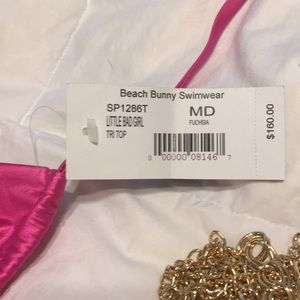 Beach Bunny Swimwear
SP1286T
MD
LITTLE BAD GIRL
FUCHSIA
TRI TOP
0 00000 08146 7
$160.00